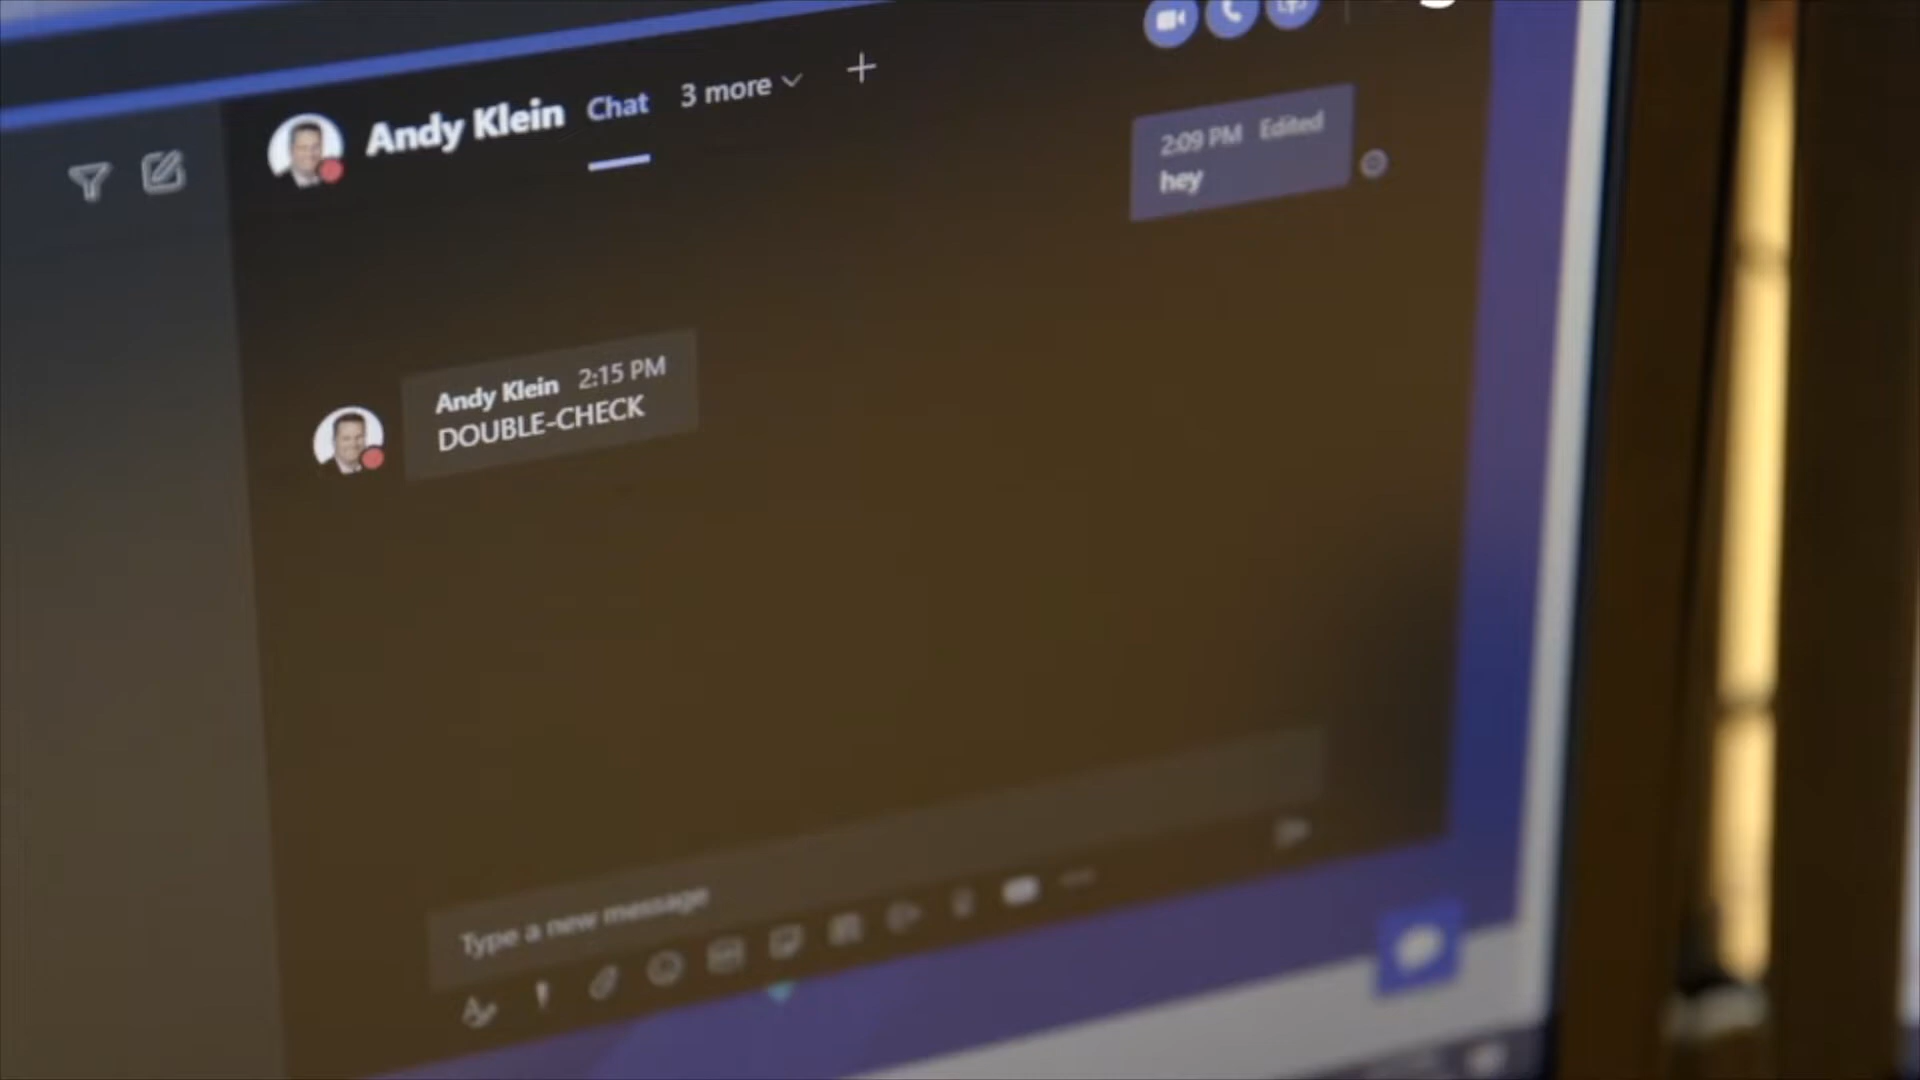 Andy Klein Chat 3 more
2:09 PM Edited
hey
Andy Klein 2:15 PM
DOUBLE-CHECK
Type a new message